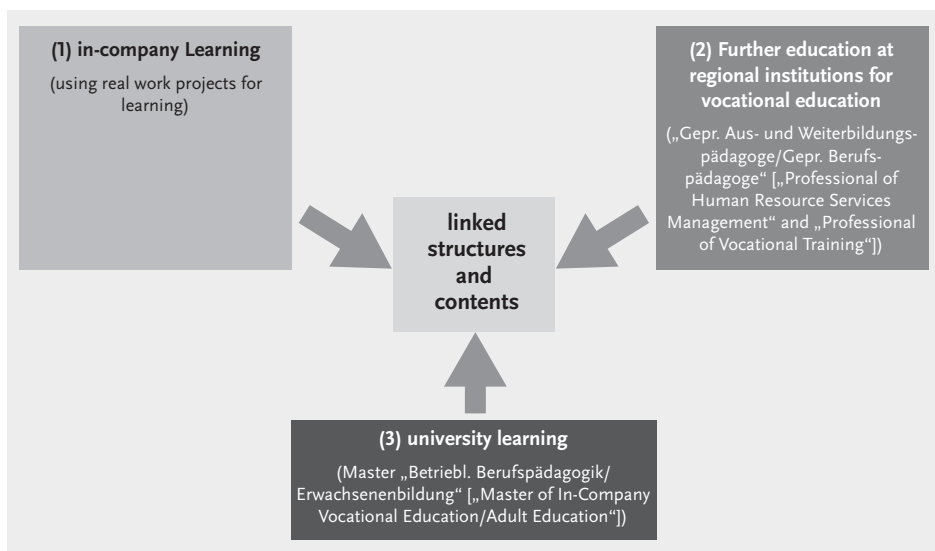 (1) in-company Learning
(using real work projects for
learning)
(2) Further education at
regional institutions for
vocational education
(„Gepr. Aus- und Weiterbildungs-
pädagoge/Gepr. Berufs-
pädagoge“ [„Professional of
Human Resource Services
Management“ and „Professional
of Vocational Training“])
linked
structures
and
contents
(3) university learning
(Master „Betriebl. Berufspädagogik/
Erwachsenenbildung“ [„Master of In-Company
Vocational Education/Adult Education“])